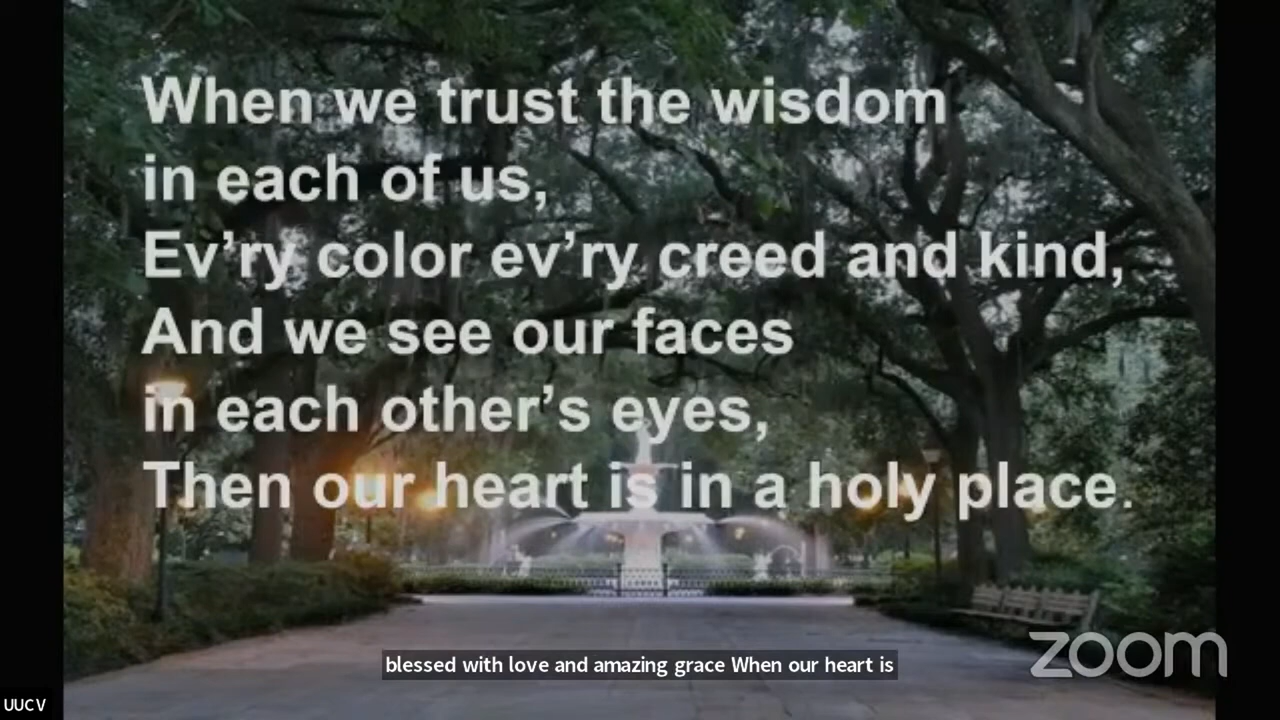 When we trust the wisdom
in each of us,
Ev’ry color ev’ry creed and kind,
And we see our faces
in each other’s eyes,
Then our heart is in a holy place.
blessed with love and amazing grace When our heart is
zoom
UUCV